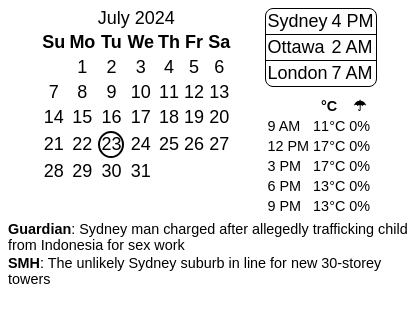 July 2024
Su Mo Tu We Th Fr Sa
1 2 3 4 5 6
7 8 9 10 11 12 13
14 15 16 17 18 19 20
21 22 23 24 25 26 27
28 29 30 31
Sydney 4 PM
Ottawa 2 AM
London 7 AM
°C ☂
9 AM 11°C 0%
12 PM 17°C 0%
3 PM 17°C 0%
6 PM 13°C 0%
9 PM 13°C 0%
Guardian: Sydney man charged after allegedly trafficking child
from Indonesia for sex work
SMH: The unlikely Sydney suburb in line for new 30-storey
towers